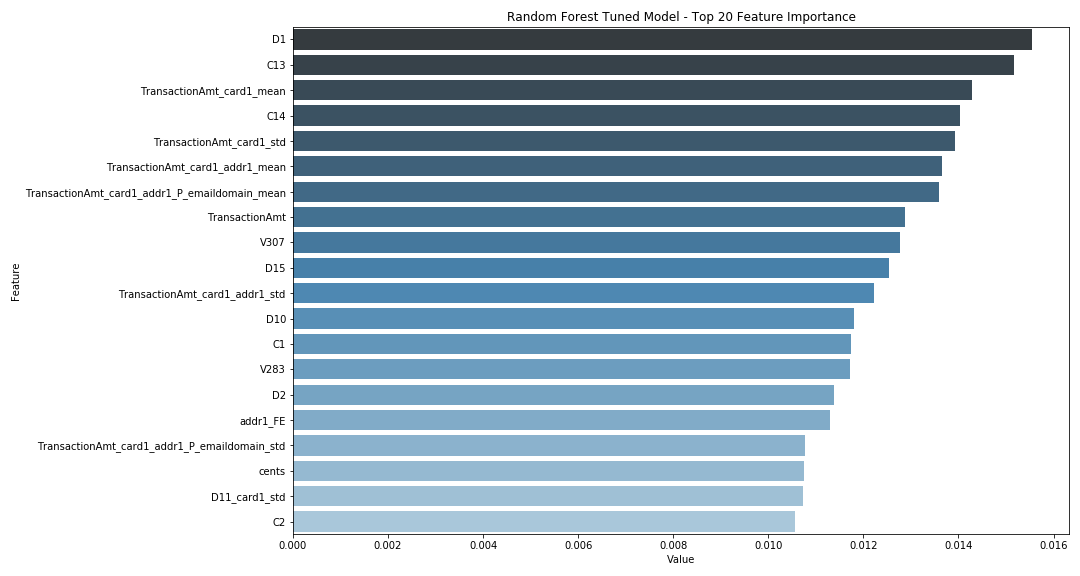 Random Forest Tuned Model - Top 20 Feature Importance
Feature
D1
C13
TransactionAmt_card1_mean
C14
TransactionAmt_card1_std
TransactionAmt_card1_addr1_mean
TransactionAmt_card1_addr1_P_emaildomain_mean
TransactionAmt
V307
D15
TransactionAmt_card1_addr1_std
D10
C1
V283
D2
addr1_FE
TransactionAmt_card1_addr1_P_emaildomain_std
cents
D11_card1_std
C2
0.000 0.002 0.004 0.006 0.008 0.010 0.012 0.014 0.016
Value